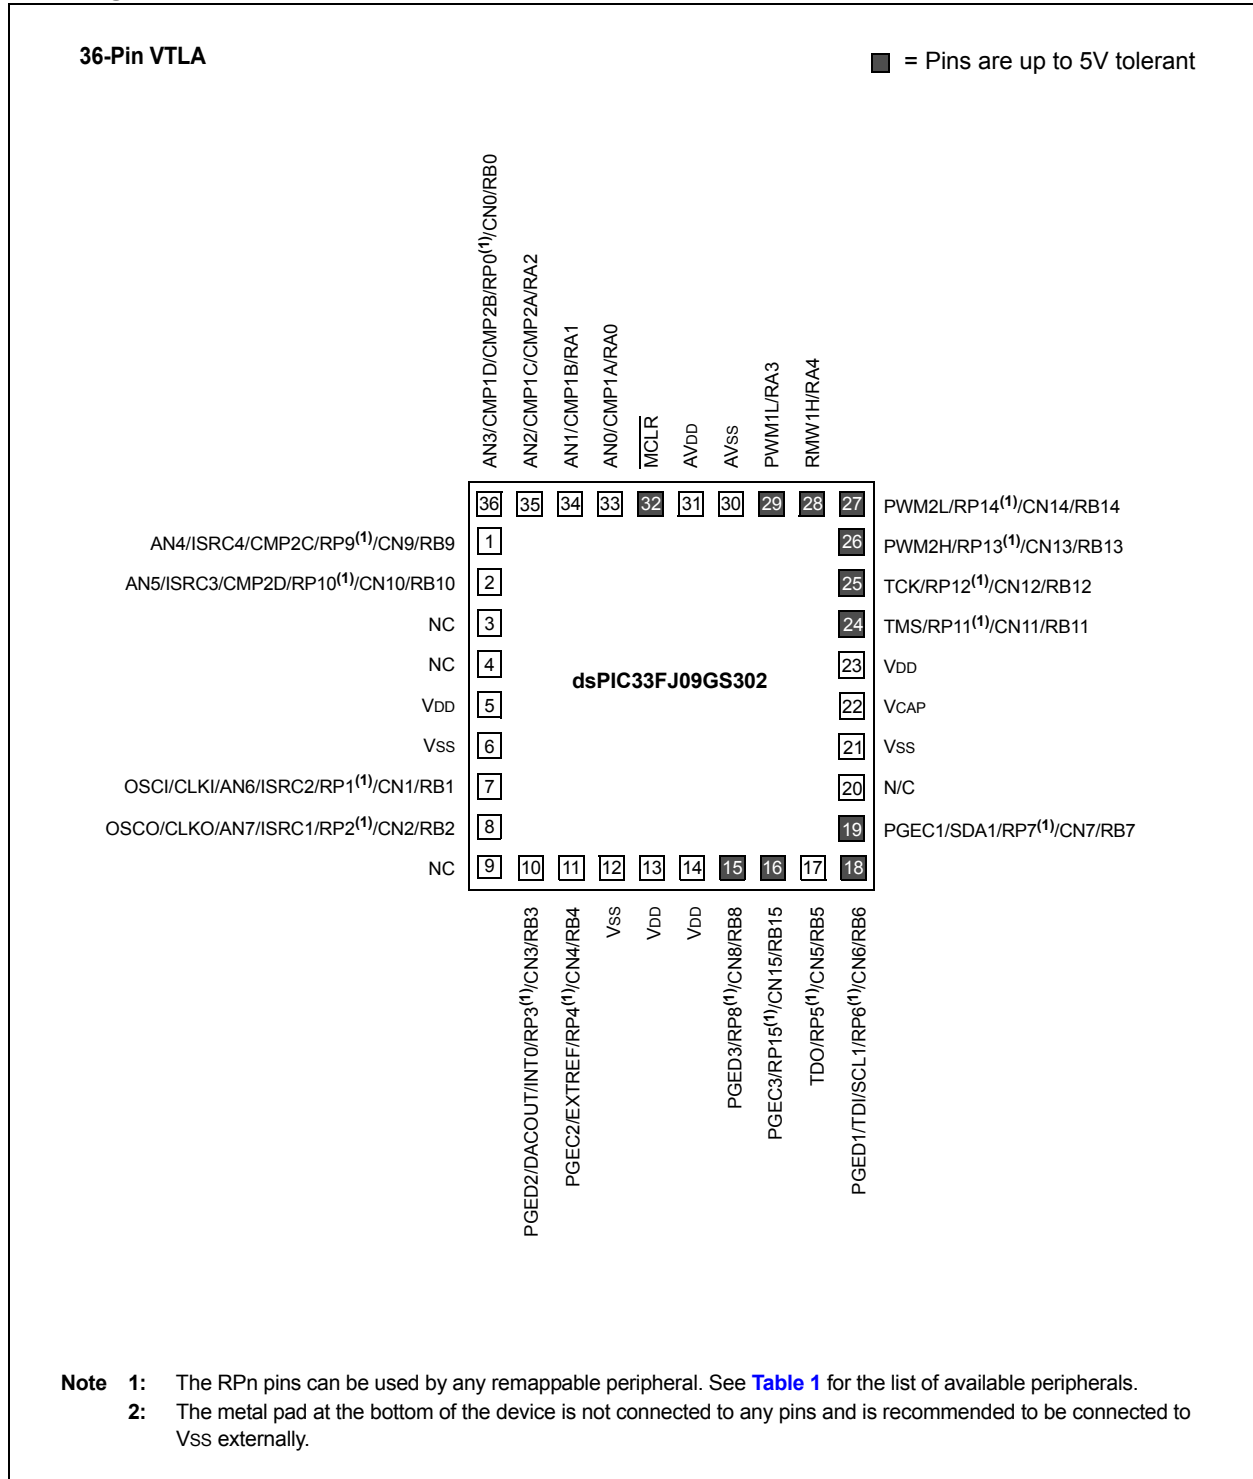 36-Pin VTLA
= Pins are up to 5V tolerant
AN3/CMP1D/CMP2B/RP0(1)/CN0/RB0
AN2/CMP1C/CMP2A/RA2
AN1/CMP1B/RA1
AN0/CMP1A/RA0
MCLR
AVDD
AVSS
PWM1L/RA3
RMW1H/RA4
36 35 34 33 32 31 30 29 28 27 PWM2L/RP14(1)/CN14/RB14
AN4/ISRC4/CMP2C/RP9(1)/CN9/RB9 1 26 PWM2H/RP13(1)/CN13/RB13
AN5/ISRC3/CMP2D/RP10(1)/CN10/RB10 2 25 TCK/RP12(1)/CN12/RB12
NC 3 24 TMS/RP11(1)/CN11/RB11
NC 4 dsPIC33FJ09GS302 23 VDD
VDD 5 22 VCAP
VSS 6 21 VSS
OSCI/CLKI/AN6/ISRC2/RP1(1)/CN1/RB1 7 20 N/C
OSCO/CLKO/AN7/ISRC1/RP2(1)/CN2/RB2 8 19 PGEC1/SDA1/RP7(1)/CN7/RB7
NC 9 10 11 12 13 14 15 16 17 18
PGED2/DACOUT/INT0/RP3(1)/CN3/RB3
PGEC2/EXTREF/RP4(1)/CN4/RB4
VSS
VDD
VDD
PGED3/RP8(1)/CN8/RB8
PGEC3/RP15(1)/CN15/RB15
TDO/RP5(1)/CN5/RB5
PGED1/TDI/SCL1/RP6(1)/CN6/RB6
Note 1: The RPn pins can be used by any remappable peripheral. See Table 1 for the list of available peripherals.
2: The metal pad at the bottom of the device is not connected to any pins and is recommended to be connected to
VSS externally.